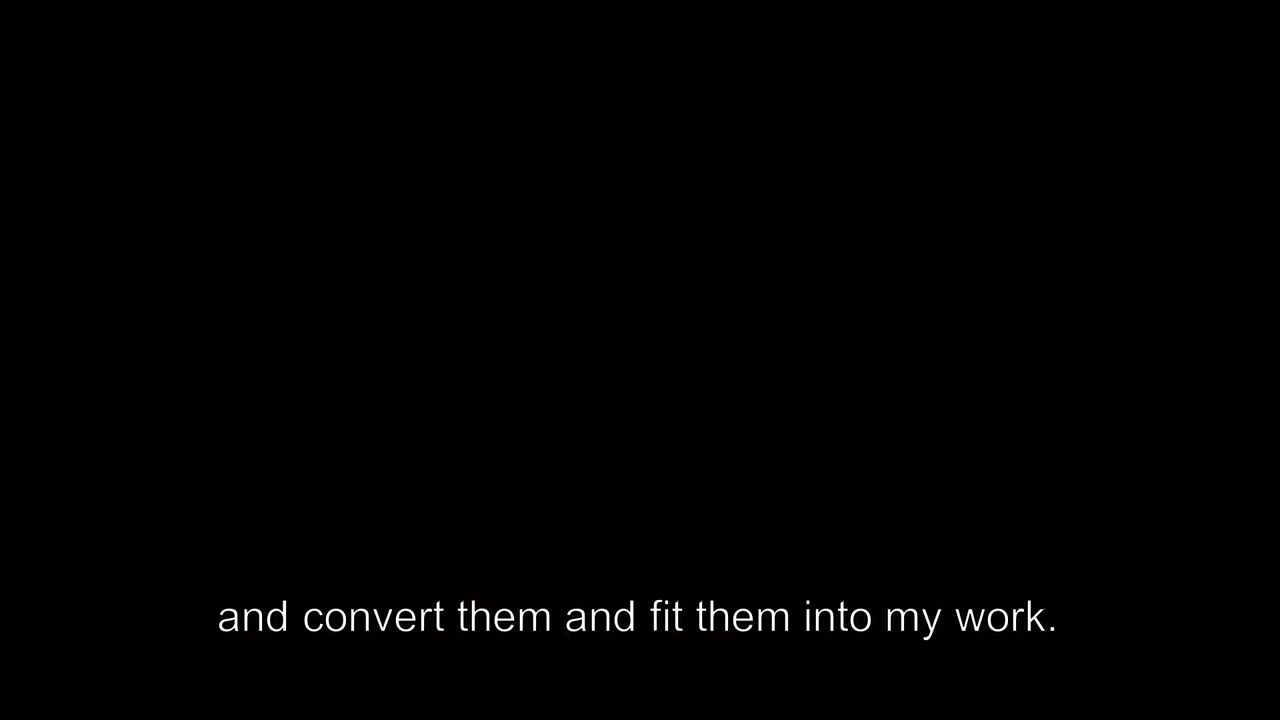 and convert them and fit them into my work.